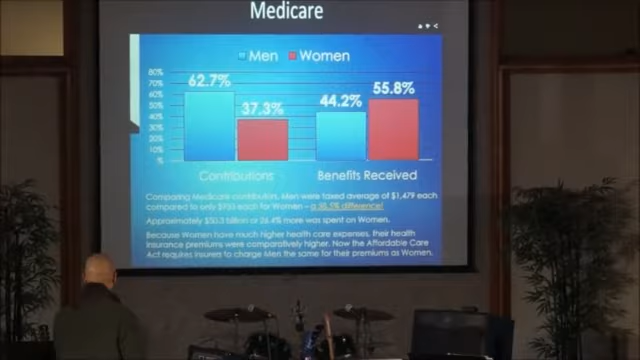 Medicare
Men Women
80%
70%
60%
50%
40%
30%
20%
10%
%
62.7%
37.3%
44.2%
55.8%
Contributions Benefits Received
Comparing Medicare contributors, Men were taxed average of $1,479 each
compared to only $933 each for Women – a 58.5% difference!
Approximately $50.3 billion or 26.4% more was spent on Women.
Because Women have much higher health care expenses, their health
insurance premiums were comparatively higher. Now the Affordable Care
Act requires insurers to charge Men the same for their premiums as Women.